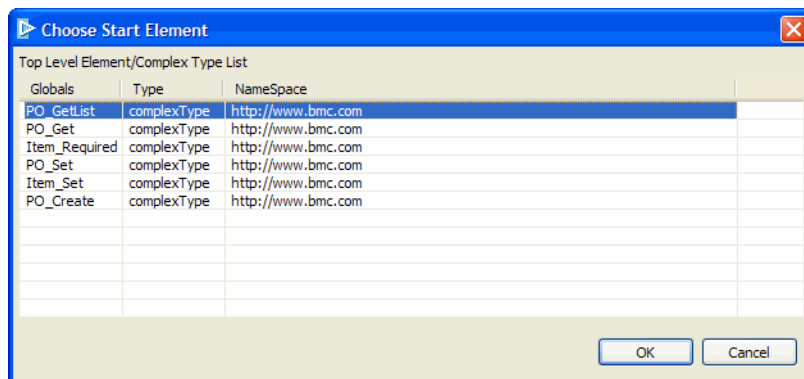 Choose Start Element
Top Level Element/Complex Type List
Globals Type NameSpace
PO_GetList complexType http://www.bmc.com
PO_Get complexType http://www.bmc.com
Item_Required complexType http://www.bmc.com
PO_Set complexType http://www.bmc.com
Item_Set complexType http://www.bmc.com
PO_Create complexType http://www.bmc.com
OK Cancel